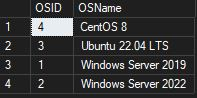 OSID OSName
1 4 CentOS 8
2 3 Ubuntu 22.04 LTS
3 1 Windows Server 2019
4 2 Windows Server 2022